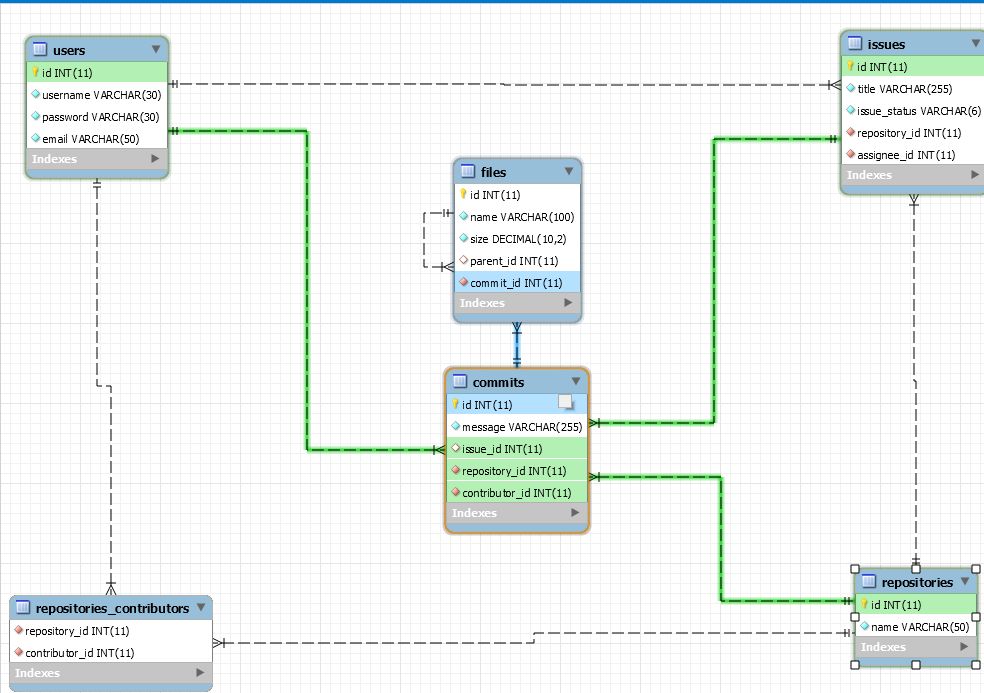 users
id INT(11)
username VARCHAR(30)
password VARCHAR(30)
email VARCHAR(50)
Indexes
issues
id INT(11)
title VARCHAR(255)
issue_status VARCHAR(6)
repository_id INT(11)
assignee_id INT(11)
Indexes
files
id INT(11)
name VARCHAR(100)
size DECIMAL(10,2)
parent_id INT(11)
commit_id INT(11)
Indexes
commits
id INT(11)
message VARCHAR(255)
issue_id INT(11)
repository_id INT(11)
contributor_id INT(11)
Indexes
repositories_contributors
repository_id INT(11)
contributor_id INT(11)
Indexes
repositories
id INT(11)
name VARCHAR(50)
Indexes